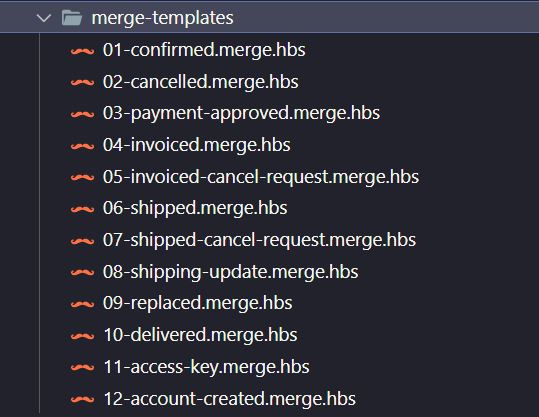 merge-templates
01-confirmed.merge.hbs
02-cancelled.merge.hbs
03-payment-approved.merge.hbs
04-invoiced.merge.hbs
05-invoiced-cancel-request.merge.hbs
06-shipped.merge.hbs
07-shipped-cancel-request.merge.hbs
08-shipping-update.merge.hbs
09-replaced.merge.hbs
10-delivered.merge.hbs
11-access-key.merge.hbs
12-account-created.merge.hbs